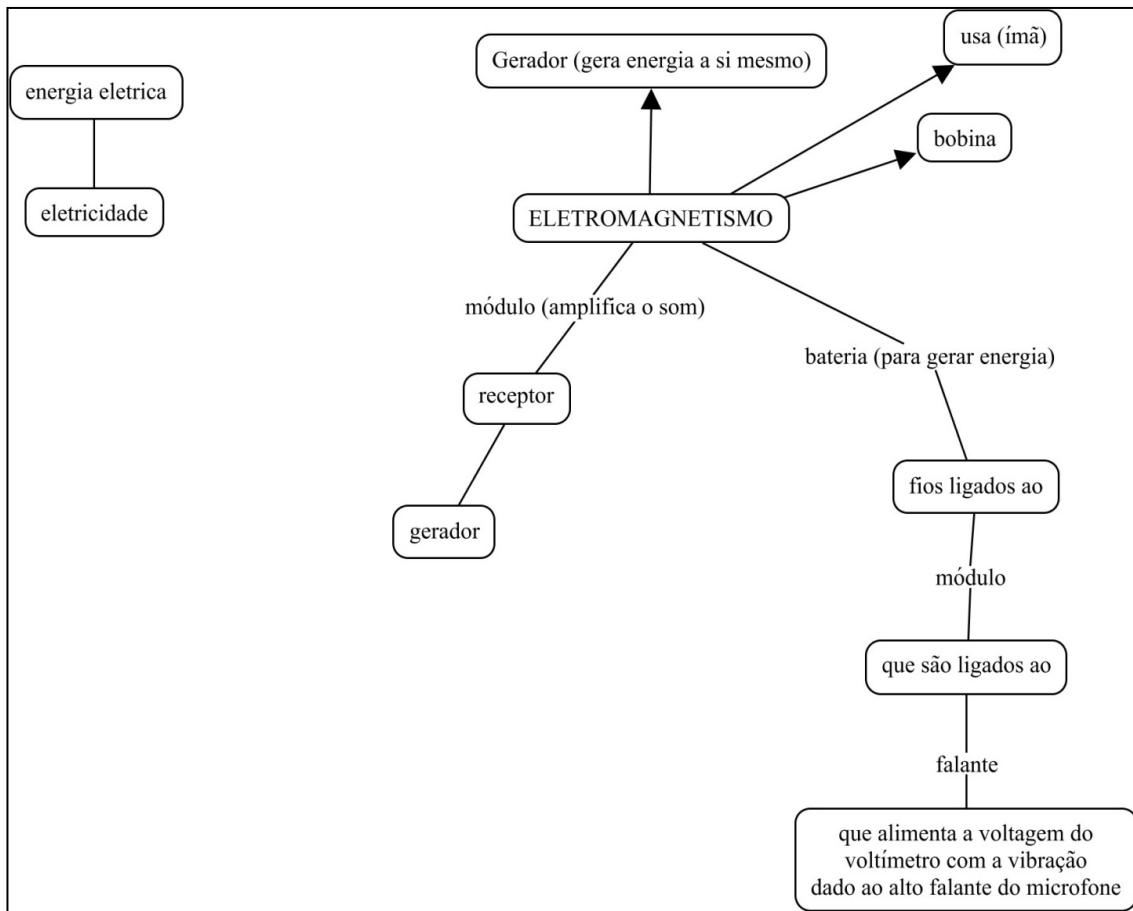 usa (ímã)
Gerador (gera energia a si mesmo)
energia eletrica
bobina
eletricidade
ELETROMAGNETISMO
módulo (amplifica o som)
bateria (para gerar energia)
receptor
fios ligados ao
gerador
módulo
que são ligados ao
falante
que alimenta a voltagem do
voltímetro com a vibração
dado ao alto falante do microfone